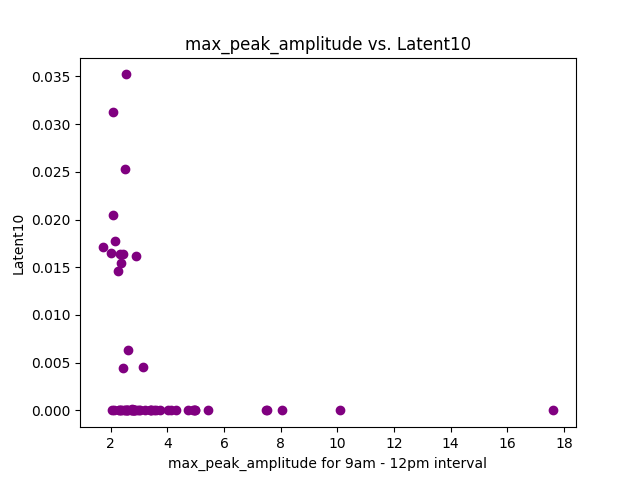 max_peak_amplitude vs. Latent10
0.035
0.030
0.025
0.020
0.015
0.010
0.005
0.000
Latent10
2 4 6 8 10 12 14 16 18
max_peak_amplitude for 9am - 12pm interval